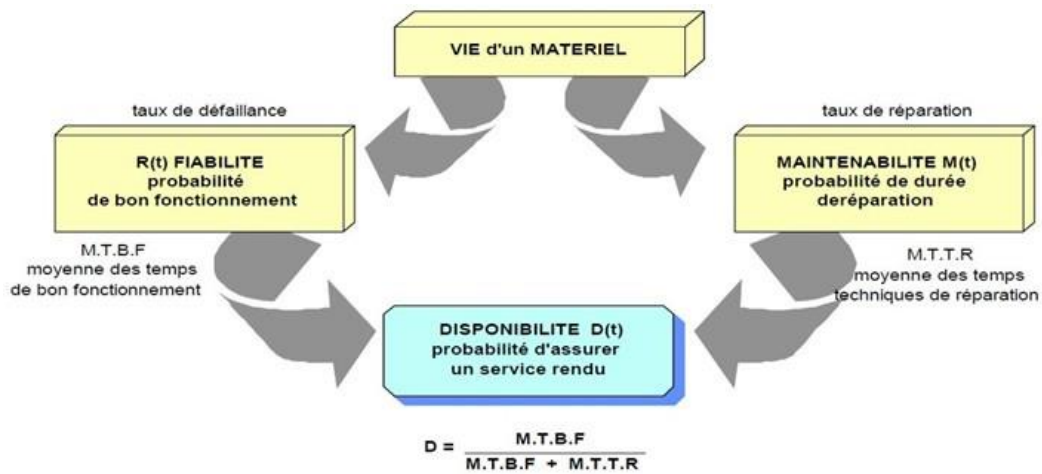 VIE d'un MATERIEL
taux de défaillance
taux de réparation
R(t) FIABILITE
probabilité
de bon fonctionnement
MAINTENABILITE M(t)
probabilité de durée
deréparation
M.T.B.F
moyenne des temps
de bon fonctionnement
M.T.T.R
moyenne des temps
techniques de réparation
DISPONIBILITE D(t)
probabilité d'assurer
un service rendu
D = M.T.B.F
M.T.B.F + M.T.T.R